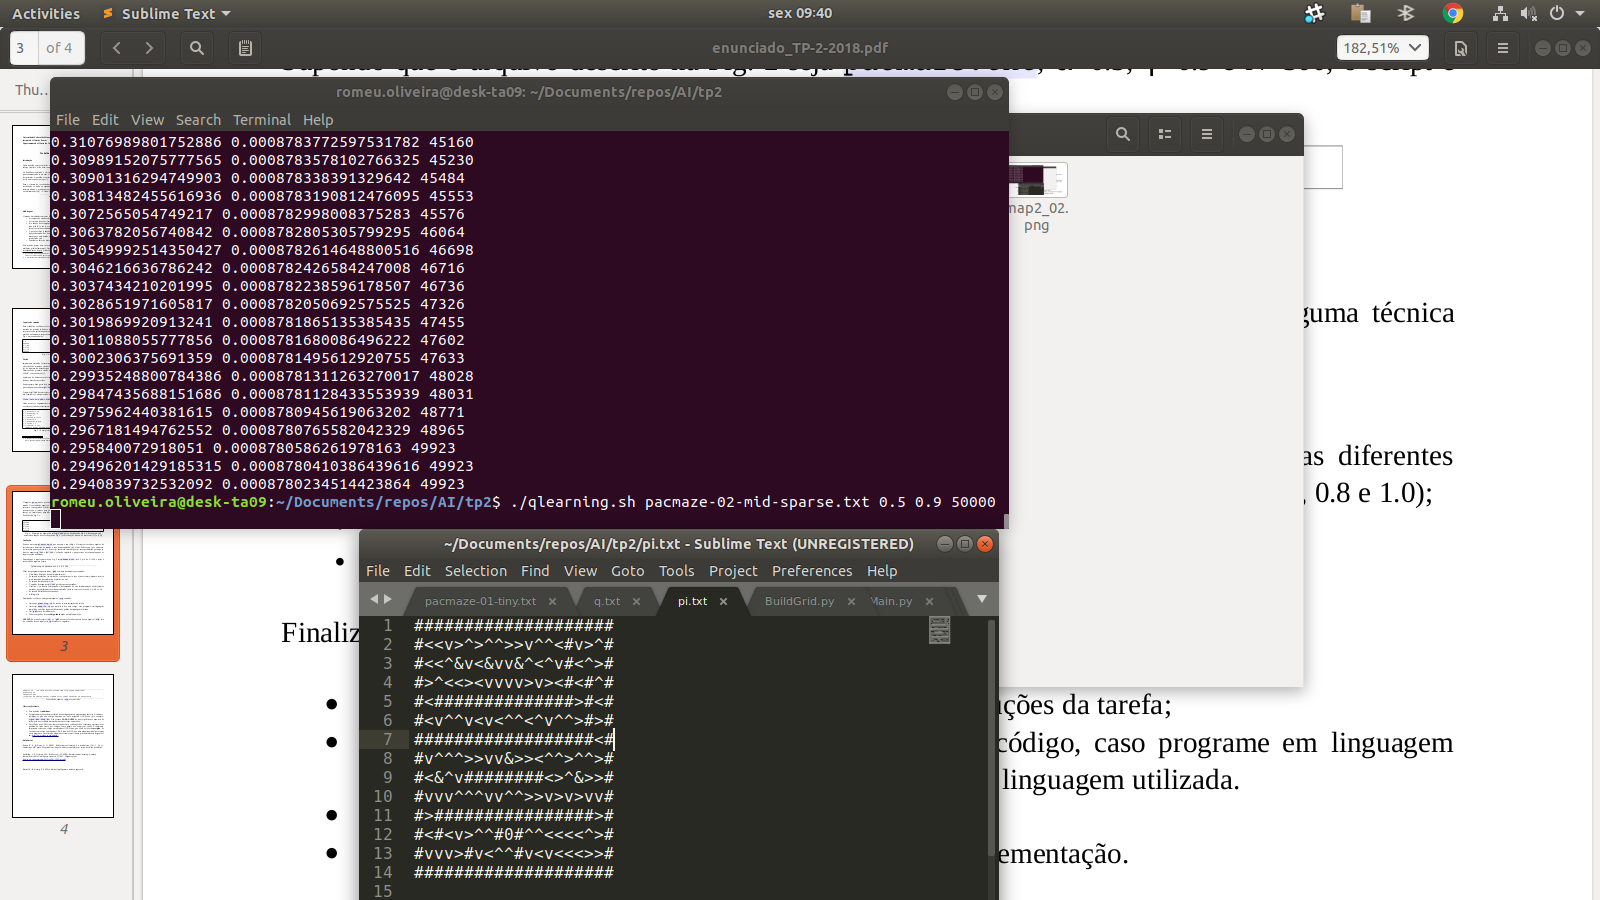 Activities
Sublime Text
sex 09:40
3
of 4
enunciado_TP-2-2018.pdf
182,51%
Thu...
romeu.oliveira@desk-ta09: ~/Documents/repos/AI/tp2
File Edit View Search Terminal Help
0.31076989801752886 0.0008783772597531782 45160
0.30989152075777565 0.0008783578102766325 45230
0.30901316294749903 0.000878338391329642 45484
0.30813482455616936 0.0008783190812476095 45553
0.3072565054749217 0.00087829980083​75283 45576
0.3063782056740842 0.0008782805305799295 46064
0.30549992514350427 0.0008782614648800516 46698
0.3046216636786242 0.0008782426584247008 46716
0.3037434210201995 0.0008782238596178507 46736
0.3028651971605817 0.0008782050692575525 47326
0.3019869920913241 0.0008781865135385435 47455
0.3011088055777856 0.0008781680086496222 47602
0.3002306375691359 0.0008781495612920755 47633
0.29935248800784386 0.0008781311263270017 48028
0.29847435688151686 0.0008781128433553939 48031
0.2975962440381615 0.0008780945619063202 48771
0.2967181494762552 0.0008780765582042329 48965
0.295840072918051 0.0008780586261978163 49923
0.29496201429185315 0.0008780410386439616 49923
0.2940839732532092 0.0008780234514423864 49923
romeu.oliveira@desk-ta09:~/Documents/repos/AI/tp2$ ./qlearning.sh pacmaze-02-mid-sparse.txt 0.5 0.9 50000
map2_02.
png
guma técnica
as diferentes
, 0.8 e 1.0);
Finaliz
ções da tarefa;
código, caso programe em linguagem
linguagem utilizada.
ementação.
3
4
~/Documents/repos/AI/tp2/pi.txt - Sublime Text (UNREGISTERED)
File Edit Selection Find View Goto Tools Project Preferences Help
pacmaze-01-tiny.txt
q.txt
pi.txt
BuildGrid.py
Main.py
1 ####################
2 #<<v>^>^^>>v^^<#v>^#
3 #<<^&v<&vv&^<^v#<^>#
4 #>^<<><vvvv>v><#<#^#
5 #<##############>#<#
6 #<v^^v<v<^^<^v^^>#>#
7 ##################<#
8 #v^^^>>vv&>><^^>^^>#
9 #<&^v########<>^&>>#
10 #vvv^^^vv^^>>v>v>vv#
11 #>################>#
12 #<#<v>^^#0#^^<<<<^>#
13 #vvv>#v<^^#v<v<<<>>#
14 ####################
15